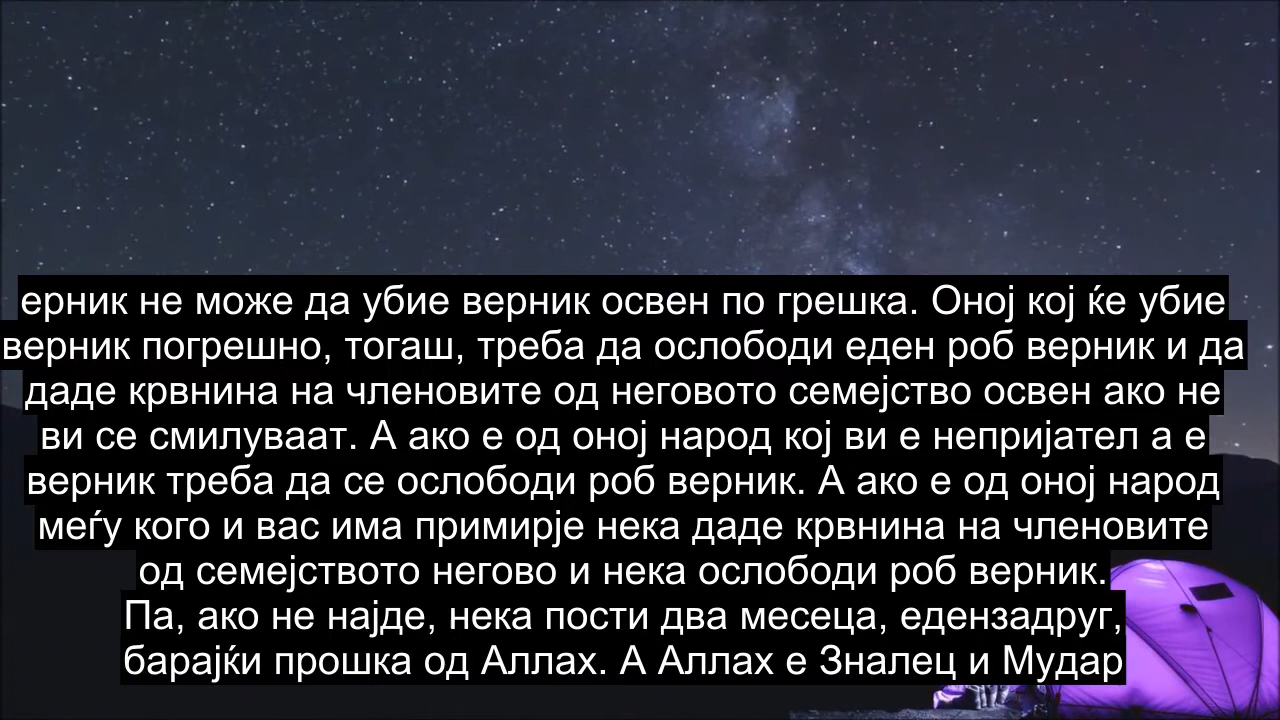 ерник не може да убие верник освен по грешка. Оној кој ќе убие
верник погрешно, тогаш, треба да ослободи еден роб верник и да
даде крвнина на членовите од неговото семејство освен ако не
ви се смилуваат. А ако е од оној народ кој ви е непријател а е
верник треба да се ослободи роб верник. А ако е од оној народ
меѓу кого и вас има примирје нека даде крвнина на членовите
од семејството негово и нека ослободи роб верник.
Па, ако не најде, нека пости два месеца, едензадруг,
барајќи прошка од Аллах. А Аллах е Зналец и Мудар